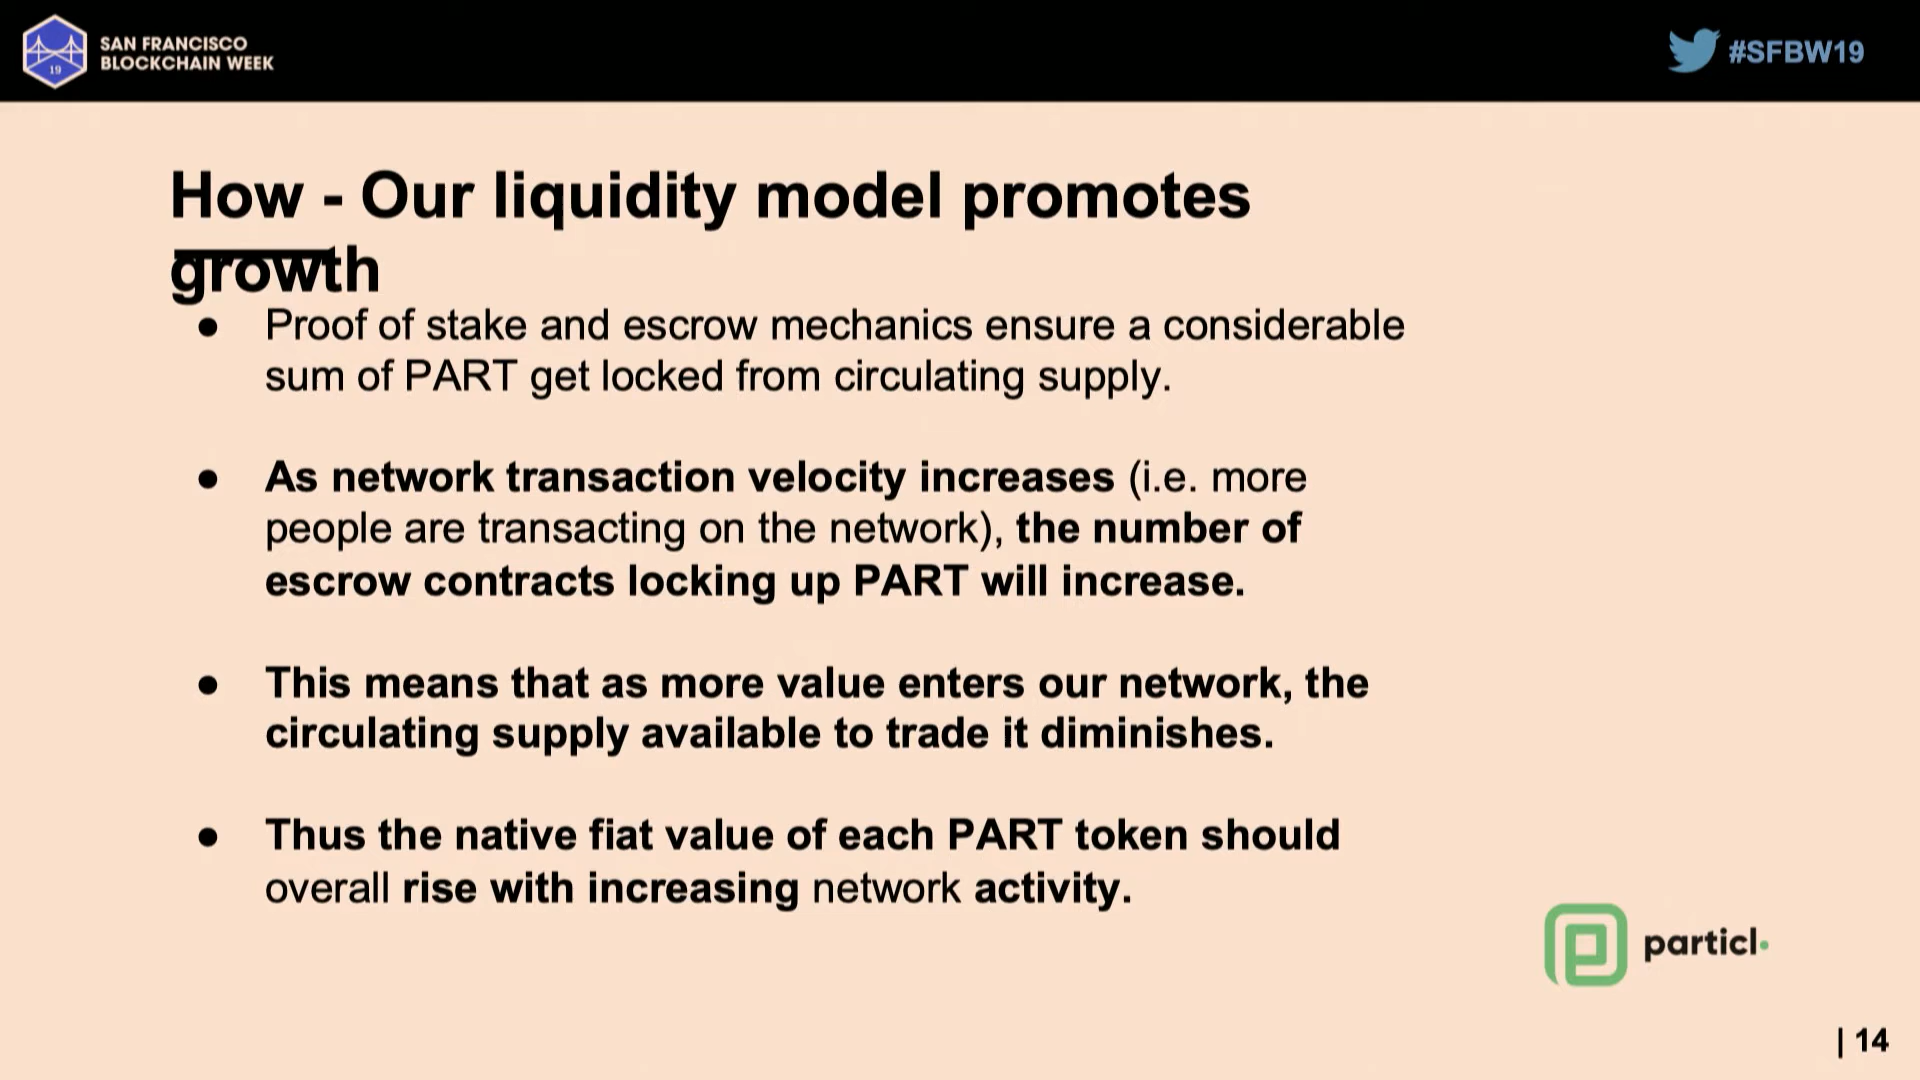 SAN FRANCISCO
BLOCKCHAIN WEEK
19
#SFBW19
How - Our liquidity model promotes
growth
● Proof of stake and escrow mechanics ensure a considerable
sum of PART get locked from circulating supply.
● As network transaction velocity increases (i.e. more
people are transacting on the network), the number of
escrow contracts locking up PART will increase.
● This means that as more value enters our network, the
circulating supply available to trade it diminishes.
● Thus the native fiat value of each PART token should
overall rise with increasing network activity.
particl
| 14